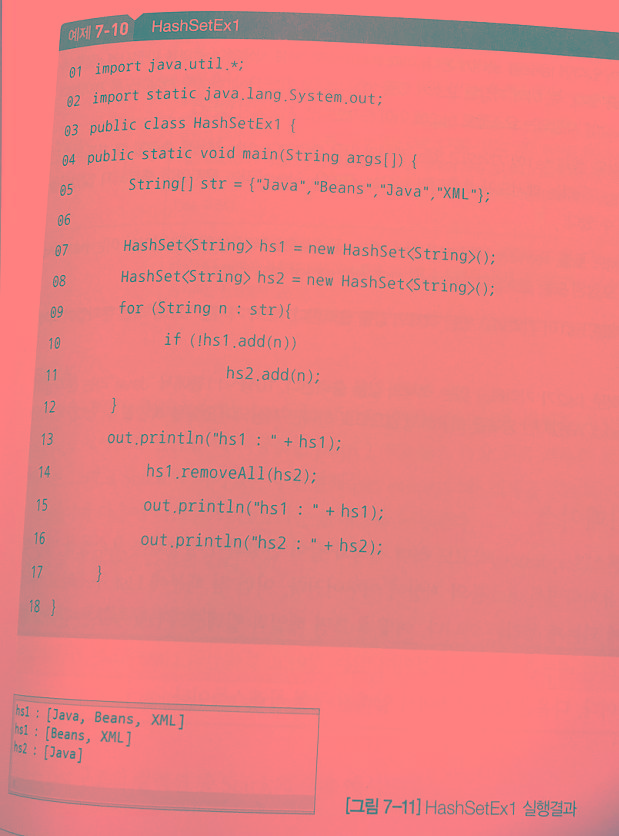 예제 7-10 HashSetEx1
01 import java.util.*;
02 import static java.lang.System.out;
03 public class HashSetEx1 {
04 public static void main(String args[]) {
05 String[] str = {"Java","Beans","Java","XML"};
06
07 HashSet<String> hs1 = new HashSet<String>();
08 HashSet<String> hs2 = new HashSet<String>();
09 for (String n : str){
10 if (!hs1.add(n))
11 hs2.add(n);
12 }
13 out.println("hs1 : " + hs1);
14 hs1.removeAll(hs2);
15 out.println("hs1 : " + hs1);
16 out.println("hs2 : " + hs2);
17 }
18 }
hs1 : [Java, Beans, XML]
hs1 : [Beans, XML]
hs2 : [Java]
[그림 7-11] HashSetEx1 실행결과